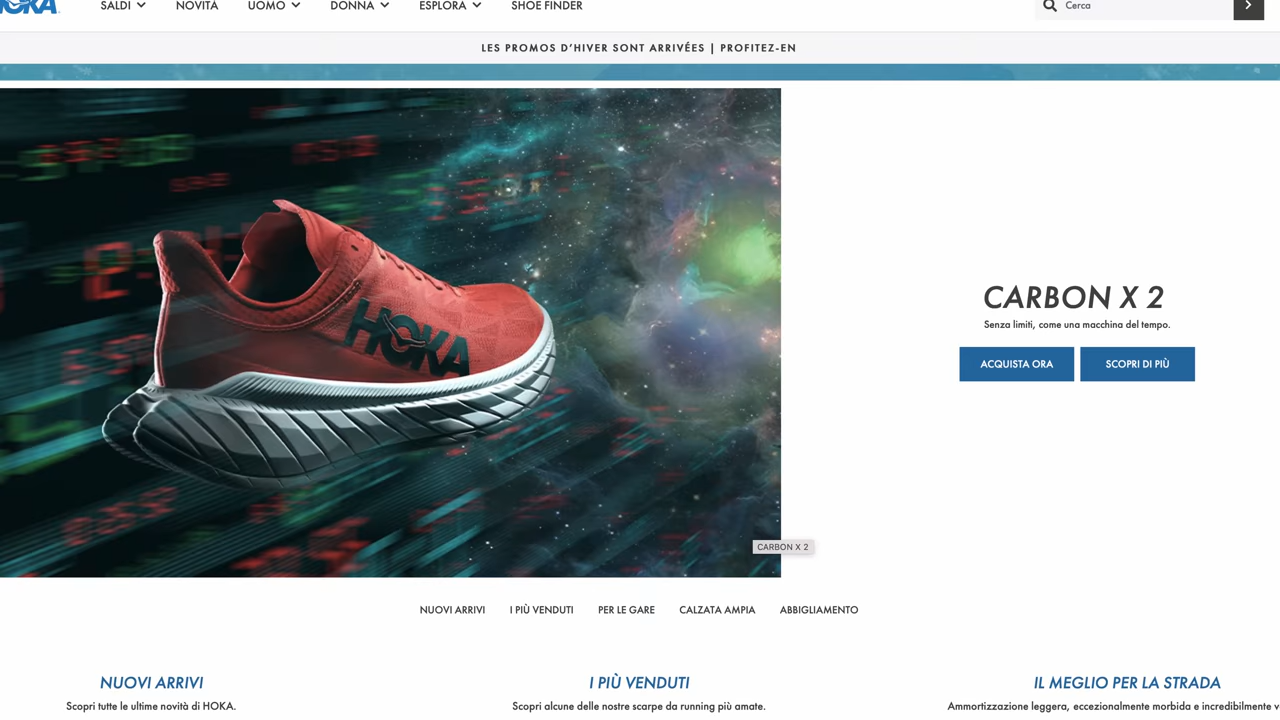 HOKA
SALDI NOVITÀ UOMO DONNA ESPLORA SHOE FINDER
Cerca
LES PROMOS D'HIVER SONT ARRIVÉES | PROFITEZ-EN
HOKA
CARBON X 2
Senza limiti, come una macchina del tempo.
ACQUISTA ORA SCOPRI DI PIÙ
CARBON X 2
NUOVI ARRIVI I PIÙ VENDUTI PER LE GARE CALZATA AMPIA ABBIGLIAMENTO
NUOVI ARRIVI I PIÙ VENDUTI IL MEGLIO PER LA STRADA
Scopri tutte le ultime novità di HOKA. Scopri alcune delle nostre scarpe da running più amate. Ammortizzazione leggera, eccezionalmente morbida e incredibilmente